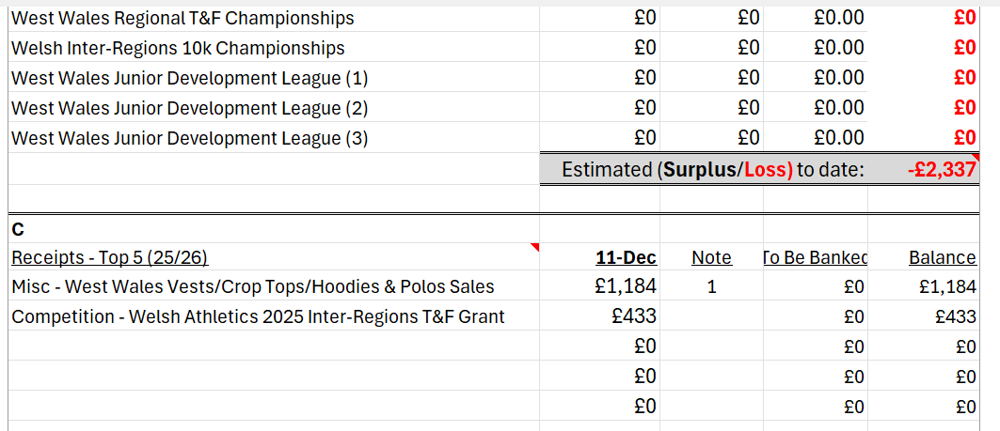 West Wales Regional T&F Championships £0 £0 £0.00 £0
Welsh Inter-Regions 10k Championships £0 £0 £0.00 £0
West Wales Junior Development League (1) £0 £0 £0.00 £0
West Wales Junior Development League (2) £0 £0 £0.00 £0
West Wales Junior Development League (3) £0 £0 £0.00 £0
Estimated (Surplus/Loss) to date: -£2,337
C
Receipts - Top 5 (25/26) 11-Dec Note To Be Banked Balance
Misc - West Wales Vests/Crop Tops/Hoodies & Polos Sales £1,184 1 £0 £1,184
Competition - Welsh Athletics 2025 Inter-Regions T&F Grant £433 £0 £433
£0 £0 £0
£0 £0 £0
£0 £0 £0